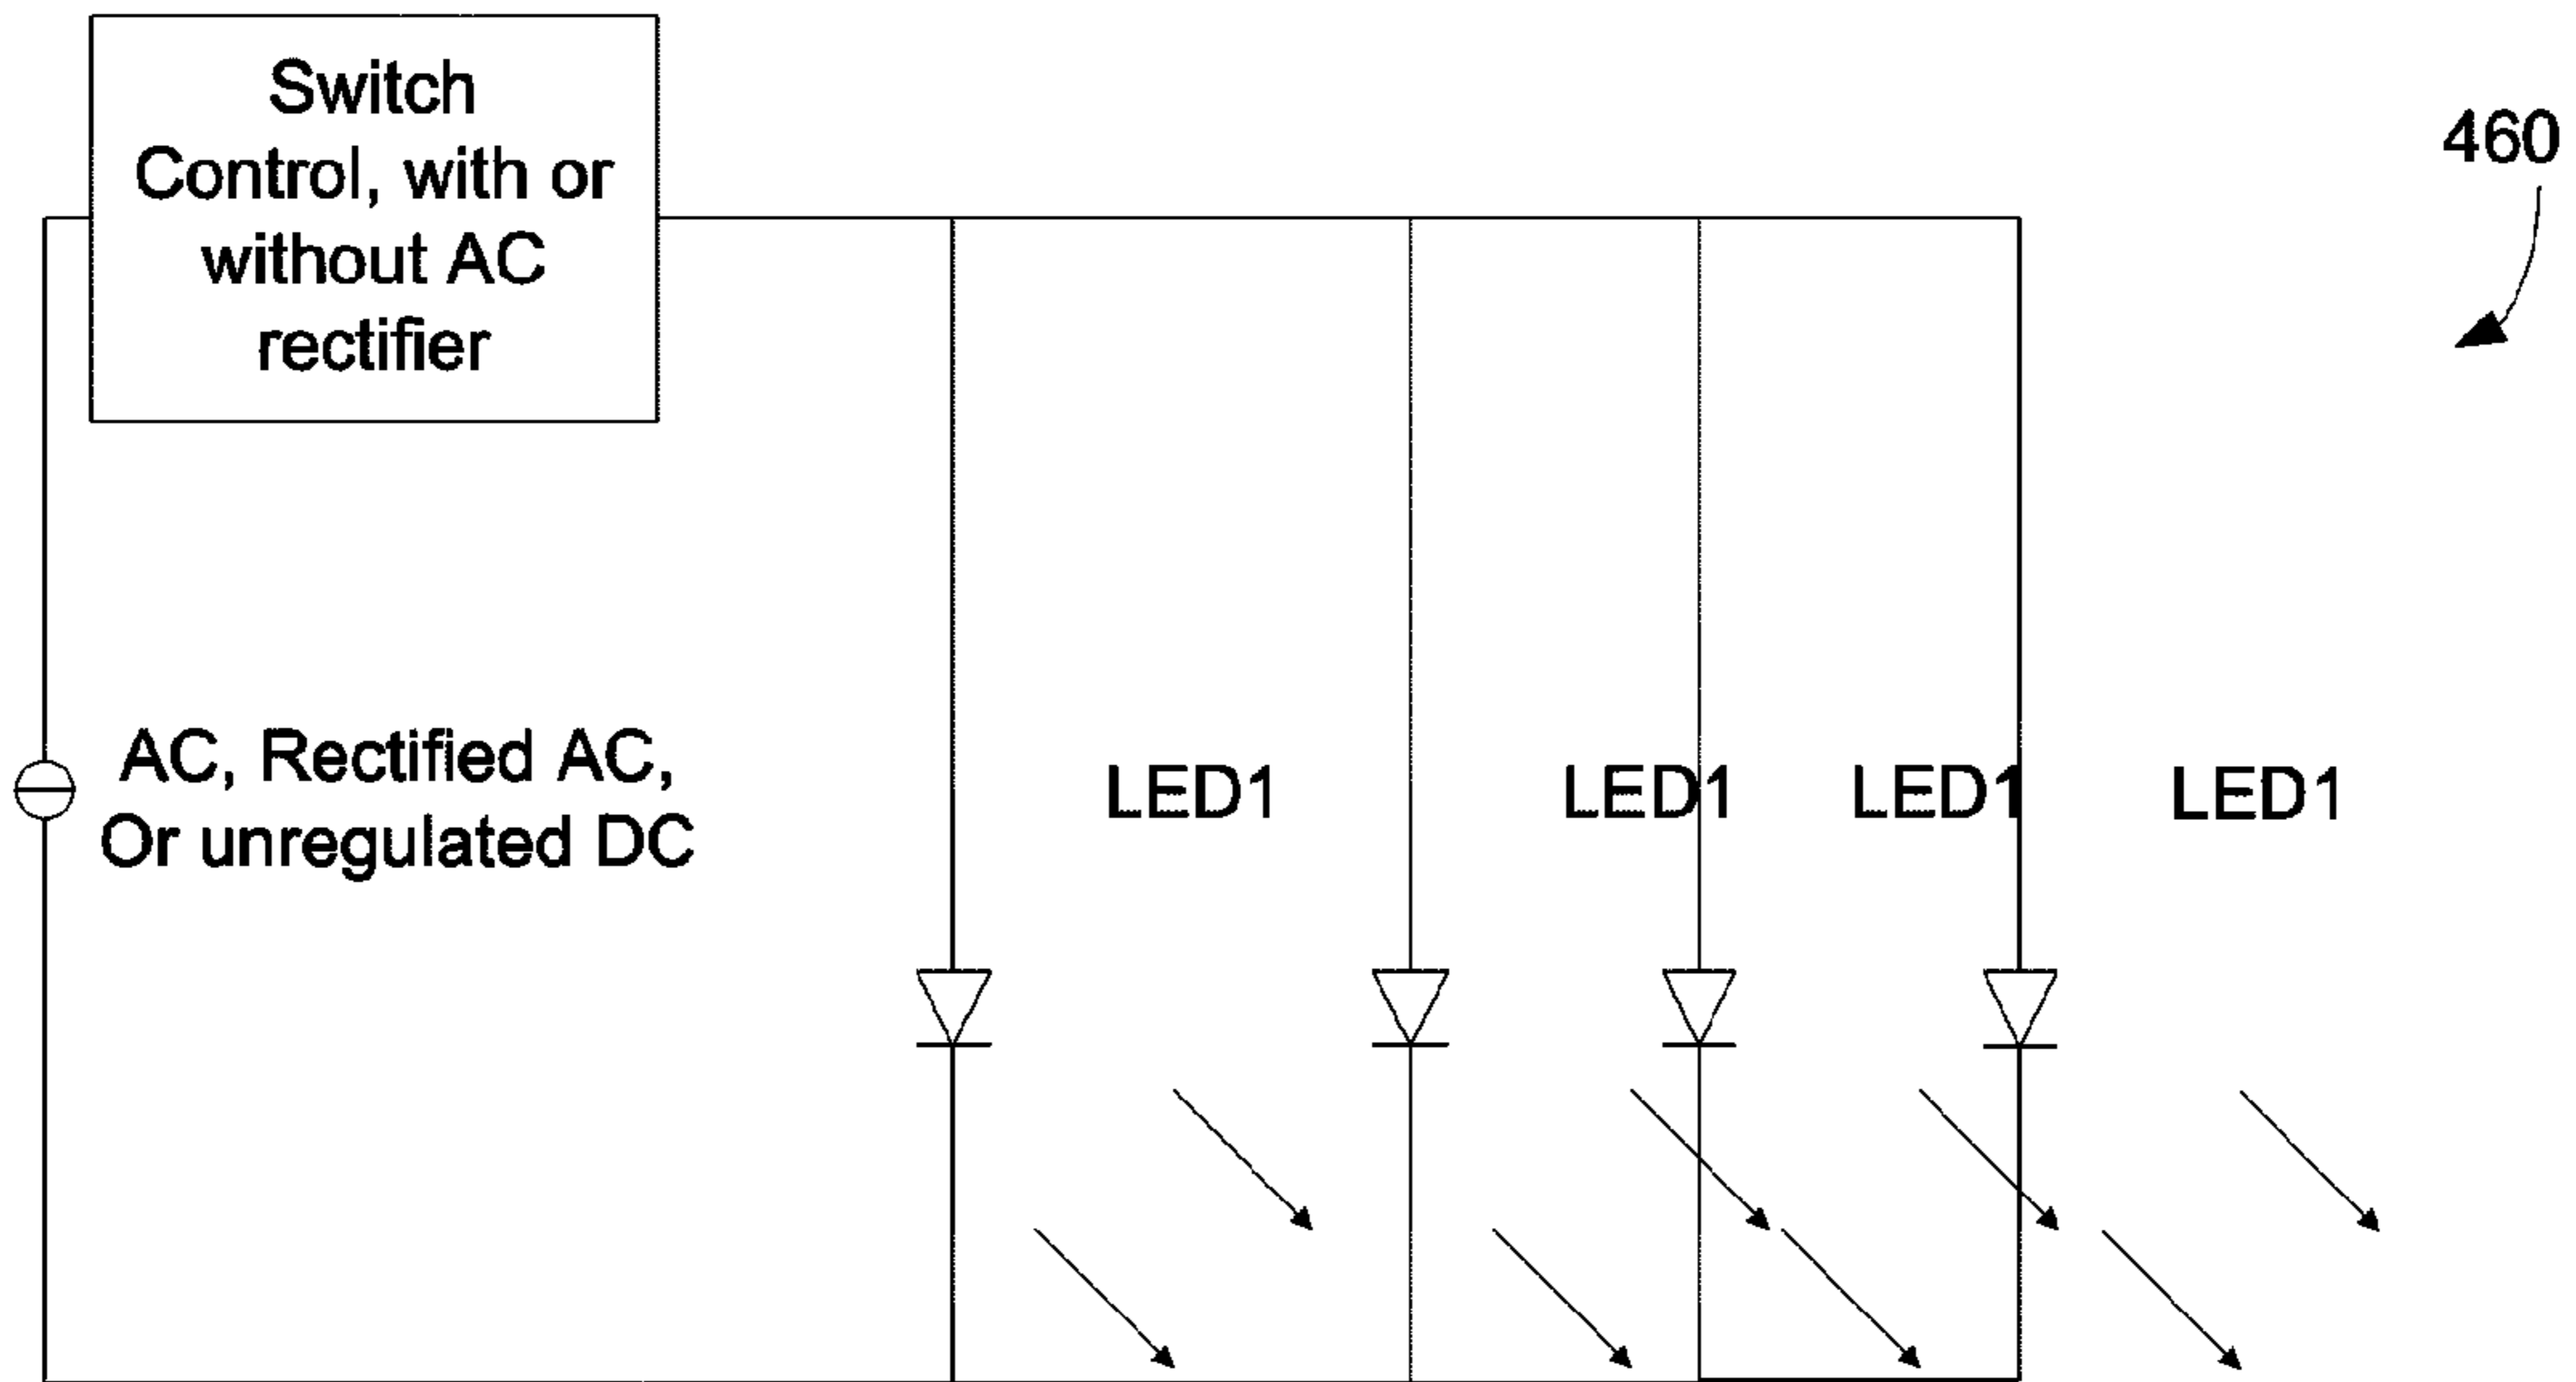 Switch
Control, with or
without AC
rectifier
460
AC, Rectified AC,
Or unregulated DC
LED1
LED1
LED1
LED1